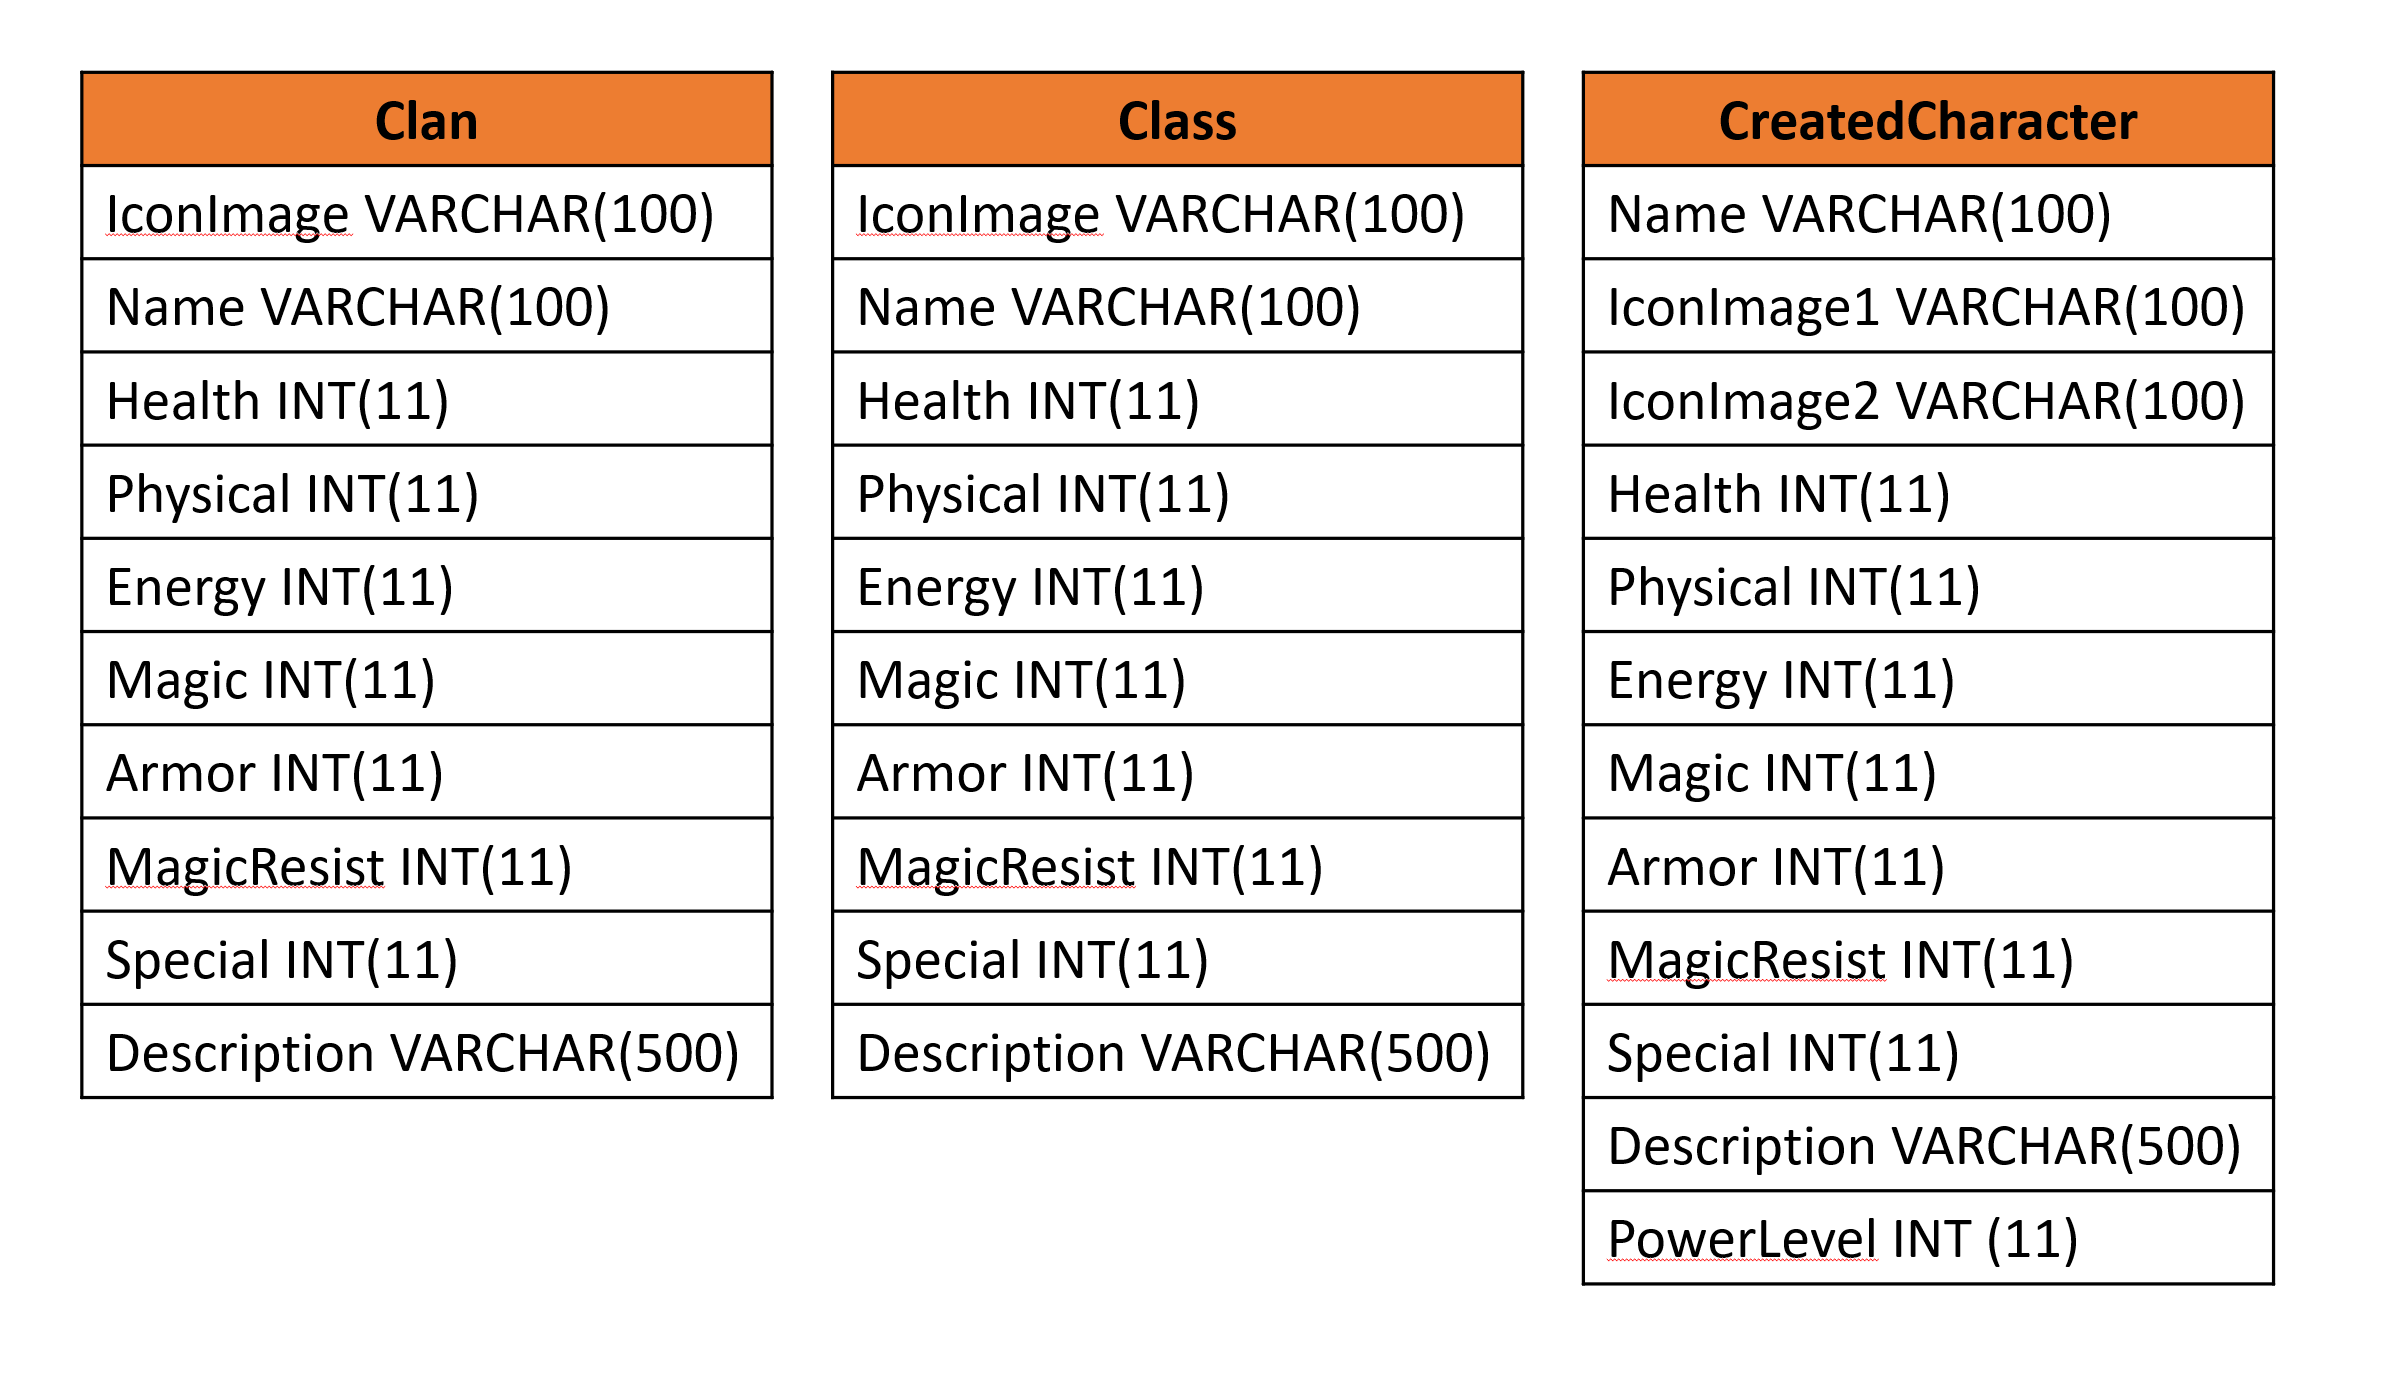 Clan
IconImage VARCHAR(100)
Name VARCHAR(100)
Health INT(11)
Physical INT(11)
Energy INT(11)
Magic INT(11)
Armor INT(11)
MagicResist INT(11)
Special INT(11)
Description VARCHAR(500)
Class
IconImage VARCHAR(100)
Name VARCHAR(100)
Health INT(11)
Physical INT(11)
Energy INT(11)
Magic INT(11)
Armor INT(11)
MagicResist INT(11)
Special INT(11)
Description VARCHAR(500)
CreatedCharacter
Name VARCHAR(100)
IconImage1 VARCHAR(100)
IconImage2 VARCHAR(100)
Health INT(11)
Physical INT(11)
Energy INT(11)
Magic INT(11)
Armor INT(11)
MagicResist INT(11)
Special INT(11)
Description VARCHAR(500)
PowerLevel INT (11)